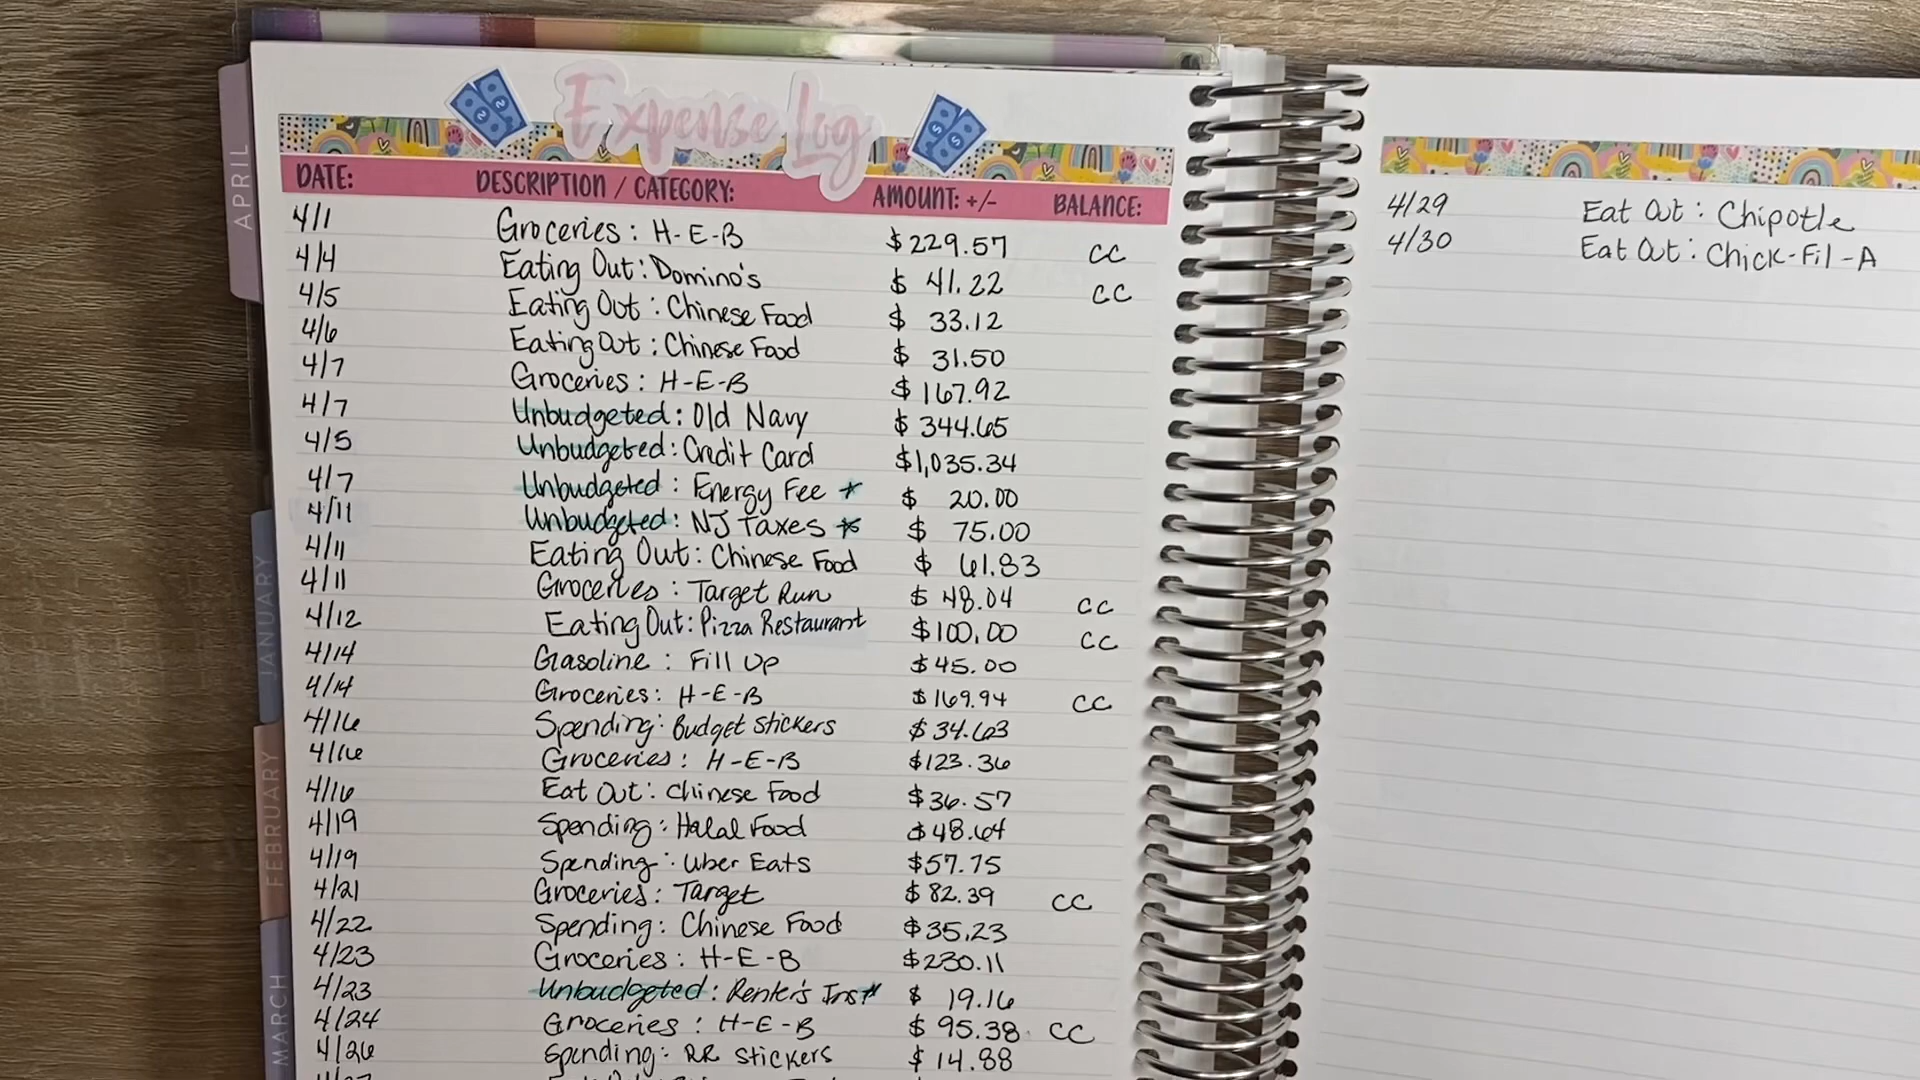 APRIL
JANUARY
FEBRUARY
MARCH
Expense Log
DATE: DESCRIPTION / CATEGORY: AMOUNT: +/- BALANCE:
4/1 Groceries: H-E-B $229.57 CC
4/4 Eating Out: Domino's $ 41.22 CC
4/5 Eating Out: Chinese Food $ 33.12
4/6 Eating Out: Chinese Food $ 31.50
4/7 Groceries: H-E-B $167.92
4/7 Unbudgeted: Old Navy $344.65
4/5 Unbudgeted: Credit Card $1,035.34
4/7 Unbudgeted: Energy Fee * $ 20.00
4/11 Unbudgeted: NJ Taxes * $ 75.00
4/11 Eating Out: Chinese Food $ 61.83
4/11 Groceries: Target Run $ 48.04 CC
4/12 Eating Out: Pizza Restaurant $100.00 CC
4/14 Gasoline: Fill Up $45.00
4/14 Groceries: H-E-B $169.94 CC
4/16 Spending: Budget Stickers $34.63
4/16 Groceries: H-E-B $123.36
4/16 Eat Out: Chinese Food $36.57
4/19 Spending: Halal Food $48.64
4/19 Spending: Uber Eats $57.75
4/21 Groceries: Target $82.39 CC
4/22 Spending: Chinese Food $35.23
4/23 Groceries: H-E-B $230.11
4/23 Unbudgeted: Renter's Ins* $ 19.16
4/24 Groceries: H-E-B $95.38 CC
4/26 Spending: RR Stickers $14.88
4/29 Eat Out: Chipotle
4/30 Eat Out: Chick-Fil-A